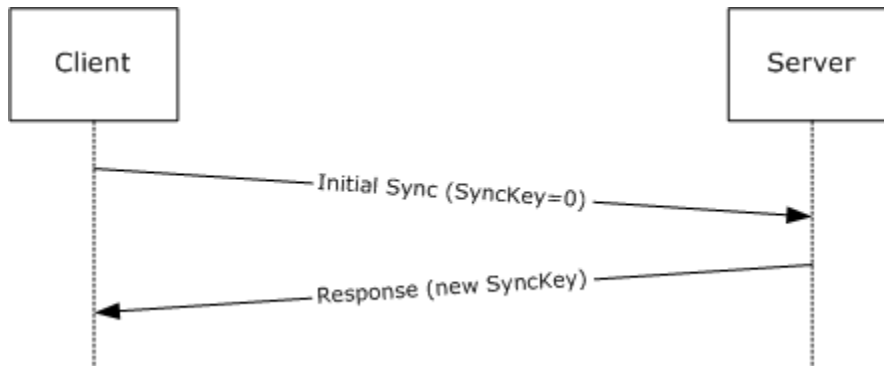 Client
Server
Initial Sync (SyncKey=0)
Response (new SyncKey)